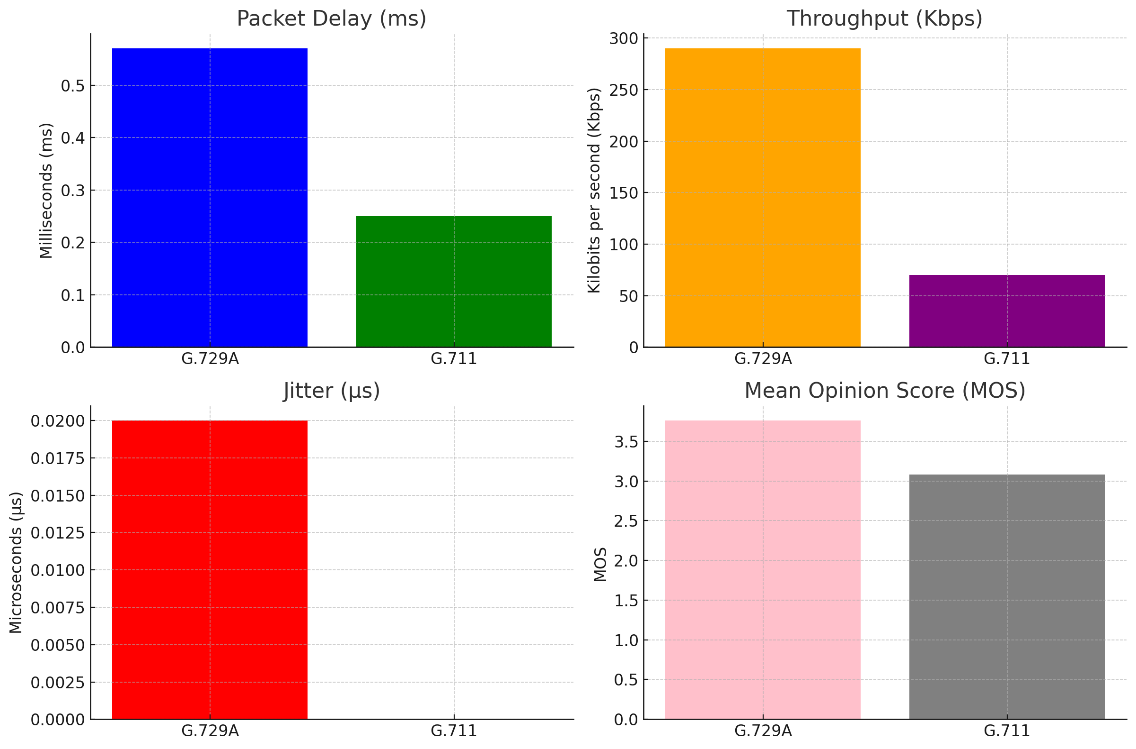 Packet Delay (ms)
Milliseconds (ms)
0.5
0.4
0.3
0.2
0.1
0.0
G.729A
G.711
Throughput (Kbps)
Kilobits per second (Kbps)
300
250
200
150
100
50
0
G.729A
G.711
Jitter (μs)
Microseconds (μs)
0.0200
0.0175
0.0150
0.0125
0.0100
0.0075
0.0050
0.0025
0.0000
G.729A
G.711
Mean Opinion Score (MOS)
MOS
3.5
3.0
2.5
2.0
1.5
1.0
0.5
0.0
G.729A
G.711